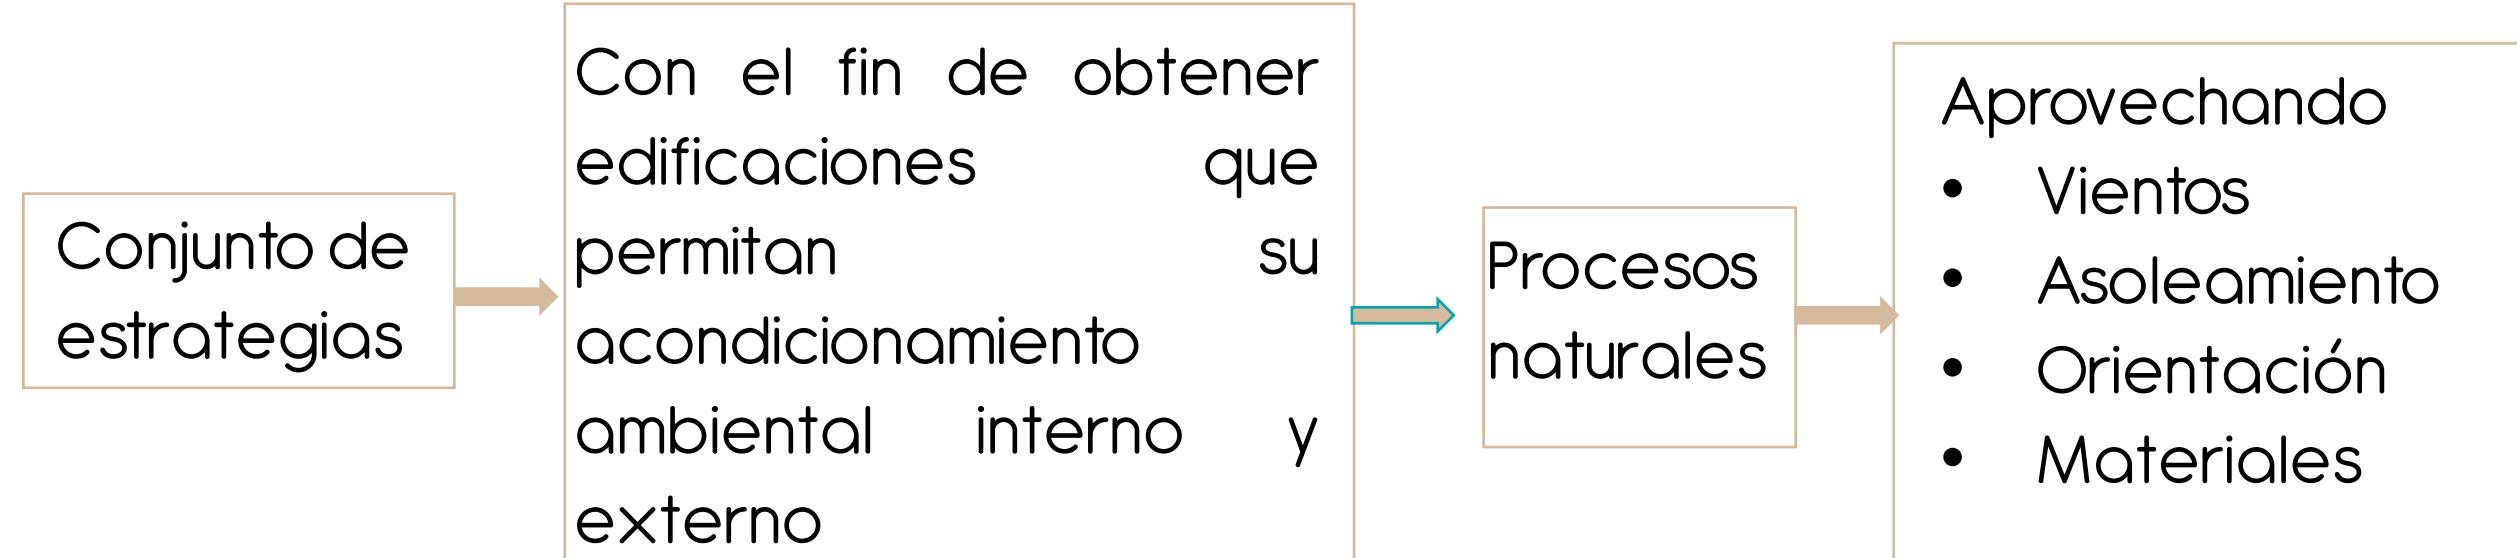 Conjunto de
estrategias
Con el fin de obtener
edificaciones que
permitan su
acondicionamiento
ambiental interno y
externo
Procesos
naturales
Aprovechando
• Vientos
• Asoleamiento
• Orientación
• Materiales